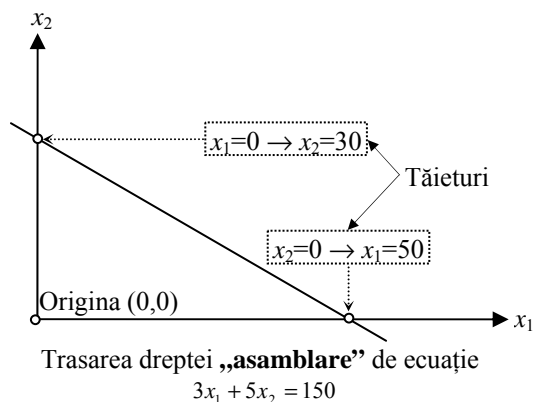 x₂
x₁=0 → x₂=30
Tăieturi
x₂=0 → x₁=50
Origina (0,0)
x₁
Trasarea dreptei „asamblare” de ecuație
3x₁ + 5x₂ = 150